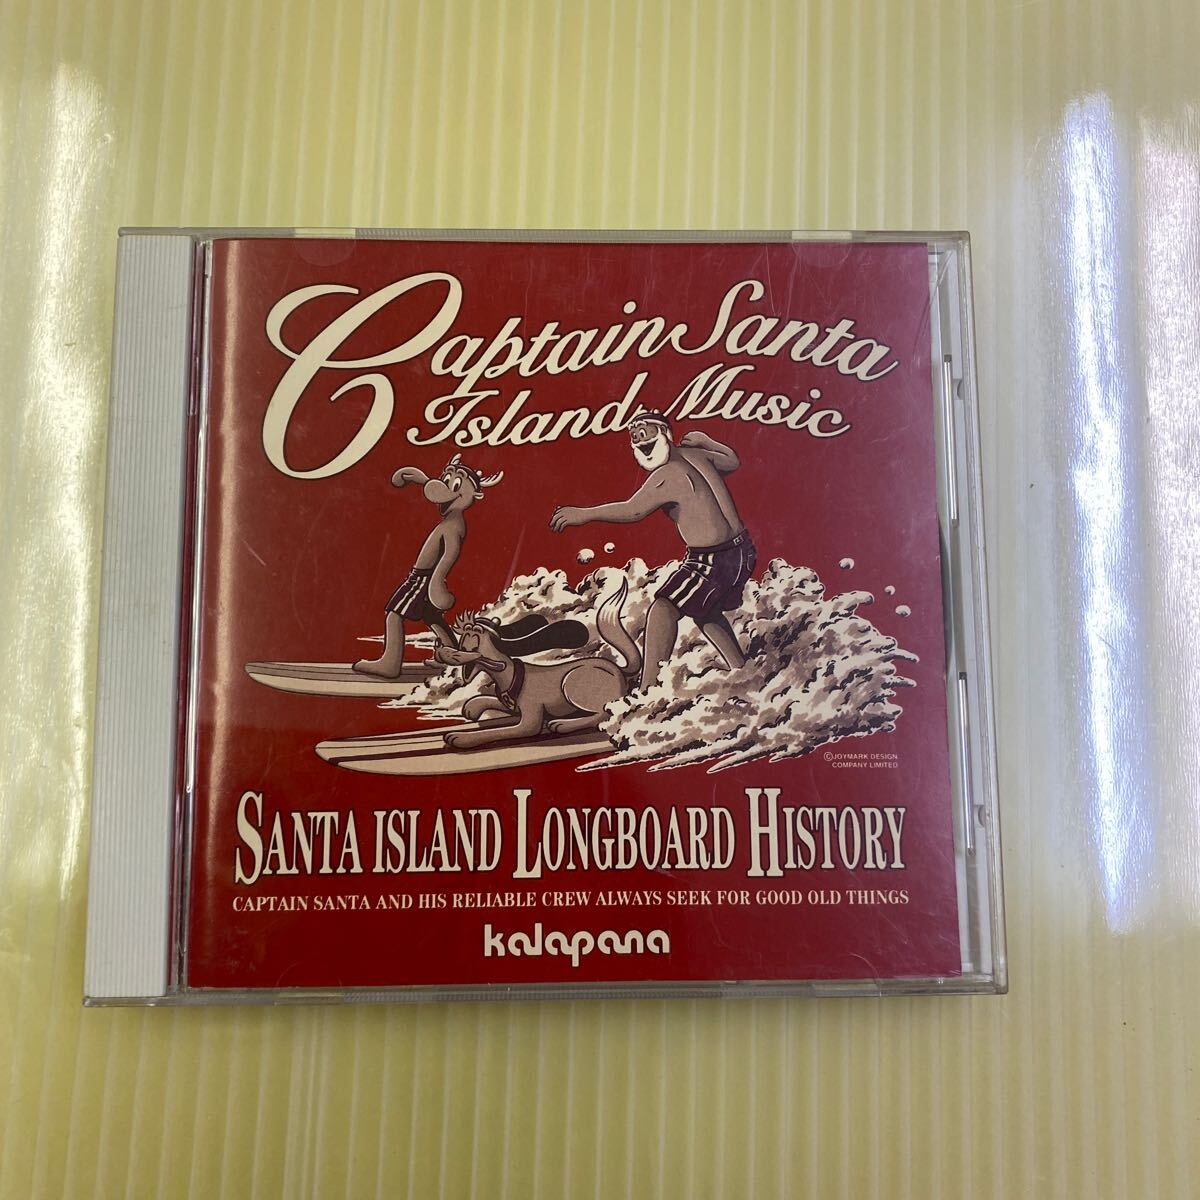 Captain Santa
Island Music
©JOYMARK DESIGN
COMPANY LIMITED
SANTA ISLAND LONGBOARD HISTORY
CAPTAIN SANTA AND HIS RELIABLE CREW ALWAYS SEEK FOR GOOD OLD THINGS
kalapana